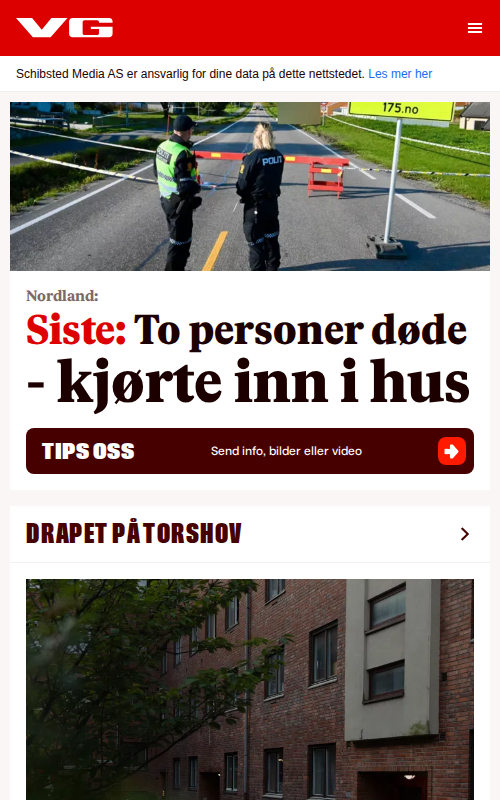 VG
Schibsted Media AS er ansvarlig for dine data på dette nettstedet. Les mer her
175.no
POLITI
Nordland:
Siste: To personer døde
- kjørte inn i hus
TIPS OSS
Send info, bilder eller video
DRAPET PÅ TORSHOV